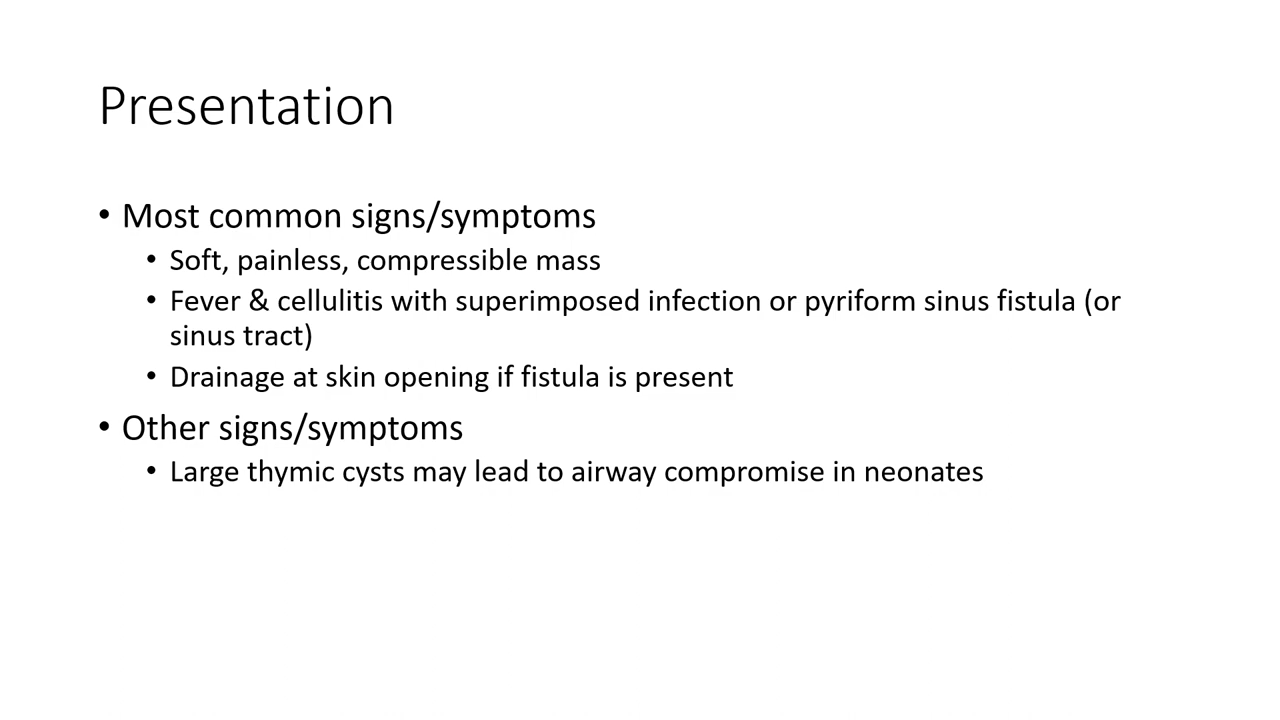 Presentation
• Most common signs/symptoms
• Soft, painless, compressible mass
• Fever & cellulitis with superimposed infection or pyriform sinus fistula (or
sinus tract)
• Drainage at skin opening if fistula is present
• Other signs/symptoms
• Large thymic cysts may lead to airway compromise in neonates